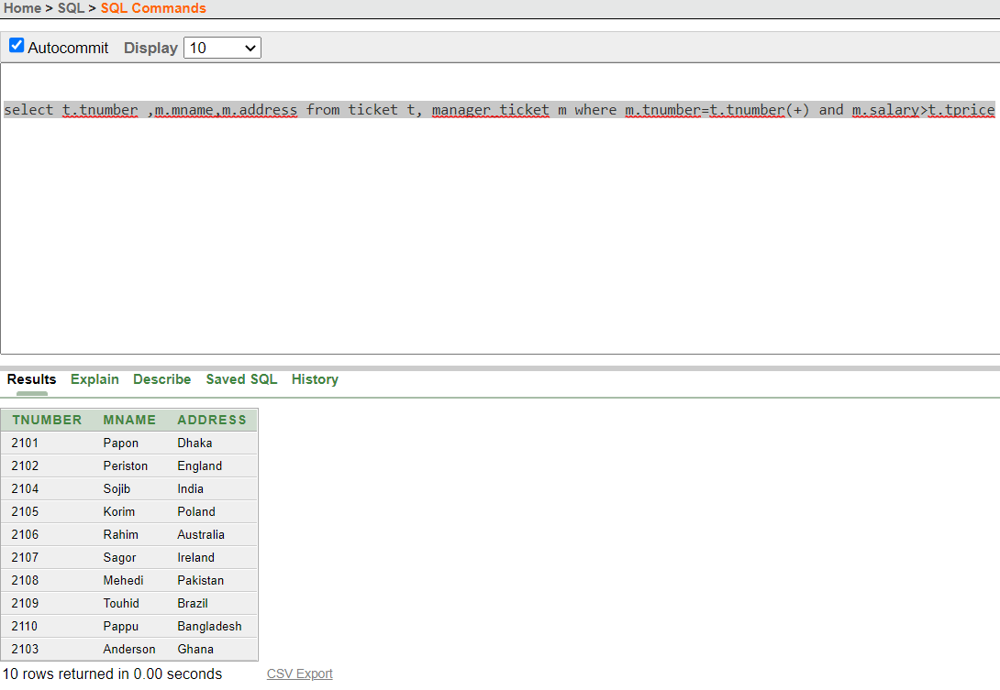 Home > SQL > SQL Commands
Autocommit Display 10
select t.tnumber ,m.mname,m.address from ticket t, manager_ticket m where m.tnumber=t.tnumber(+) and m.salary>t.tprice
Results Explain Describe Saved SQL History
TNUMBER MNAME ADDRESS
2101 Papon Dhaka
2102 Periston England
2104 Sojib India
2105 Korim Poland
2106 Rahim Australia
2107 Sagor Ireland
2108 Mehedi Pakistan
2109 Touhid Brazil
2110 Pappu Bangladesh
2103 Anderson Ghana
10 rows returned in 0.00 seconds CSV Export